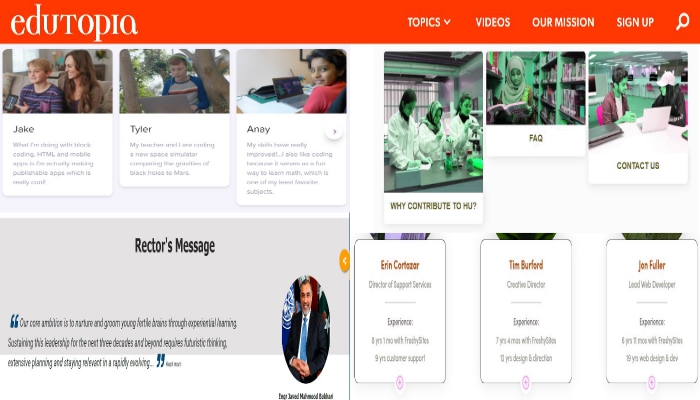 edutopia
TOPICS VIDEOS OUR MISSION SIGN UP
Jake
What I'm doing with block
coding, HTML and mobile
apps is I'm actually making
publishable apps which is
really cool!
Tyler
My teacher and I are coding
a new space simulator
comparing the gravities of
black holes to Mars.
Anay
My skills have really
improved!...I also like coding
because it serves as a fun
way to learn math, which is
one of my least favorite
subjects.
WHY CONTRIBUTE TO HU?
FAQ
CONTACT US
Rector's Message
“Our core ambition is to nurture and groom young fertile brains through experiential learning.
Sustaining this leadership for the next three decades and beyond requires futuristic thinking,
extensive planning and staying relevant in a rapidly evolving... ” Read more
Engr Javed Mahmood Bukhari
Erin Cortazar
Director of Support Services
Experience:
8 yrs 1 mo with FreshySites
9 yrs customer support
Tim Burford
Creative Director
Experience:
7 yrs 4 mos with FreshySites
12 yrs design & direction
Jon Fuller
Lead Web Developer
Experience:
6 yrs 11 mos with FreshySites
19 yrs web design & dev